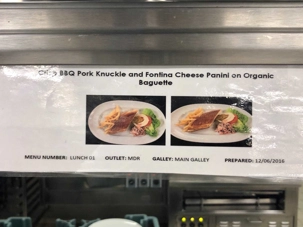 BBQ Pork Knuckle and Fontina Cheese Panini on Organic
Baguette
MENU NUMBER: LUNCH 01 OUTLET: MDR GALLEY: MAIN GALLEY PREPARED: 12/06/2016